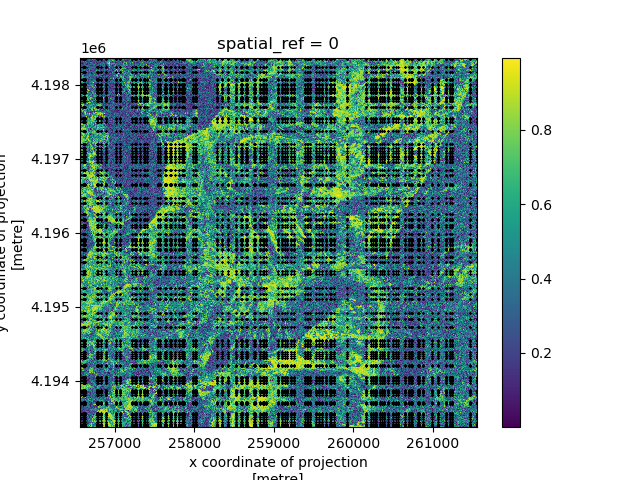 spatial_ref = 0
1e6
4.198
4.197
4.196
4.195
4.194
y coordinate of projection
[metre]
257000 258000 259000 260000 261000
x coordinate of projection
[metre]
0.8
0.6
0.4
0.2